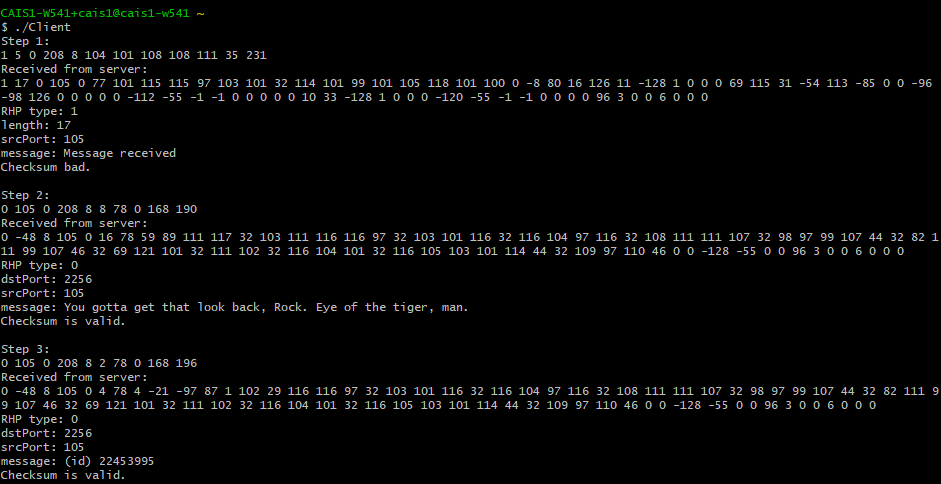 CAIS1-W541+cais1@cais1-w541 ~
$ ./Client
Step 1:
1 5 0 208 8 104 101 108 108 111 35 231
Received from server:
1 17 0 105 0 77 101 115 115 97 103 101 32 114 101 99 101 105 118 101 100 0 -8 80 16 126 11 -128 1 0 0 0 69 115 31 -54 113 -85 0 0 -96
-98 126 0 0 0 0 0 -112 -55 -1 -1 0 0 0 0 0 10 33 -128 1 0 0 0 -120 -55 -1 -1 0 0 0 0 96 3 0 0 6 0 0 0
RHP type: 1
length: 17
srcPort: 105
message: Message received
Checksum bad.
Step 2:
0 105 0 208 8 8 78 0 168 190
Received from server:
0 -48 8 105 0 16 78 59 89 111 117 32 103 111 116 116 97 32 103 101 116 32 116 104 97 116 32 108 111 111 107 32 98 97 99 107 44 32 82 1
11 99 107 46 32 69 121 101 32 111 102 32 116 104 101 32 116 105 103 101 114 44 32 109 97 110 46 0 0 -128 -55 0 0 96 3 0 0 6 0 0 0
RHP type: 0
dstPort: 2256
srcPort: 105
message: You gotta get that look back, Rock. Eye of the tiger, man.
Checksum is valid.
Step 3:
0 105 0 208 8 2 78 0 168 196
Received from server:
0 -48 8 105 0 4 78 4 -21 -97 87 1 102 29 116 116 97 32 103 101 116 32 116 104 97 116 32 108 111 111 107 32 98 97 99 107 44 32 82 111 9
9 107 46 32 69 121 101 32 111 102 32 116 104 101 32 116 105 103 101 114 44 32 109 97 110 46 0 0 -128 -55 0 0 96 3 0 0 6 0 0 0
RHP type: 0
dstPort: 2256
srcPort: 105
message: (id) 22453995
Checksum is valid.